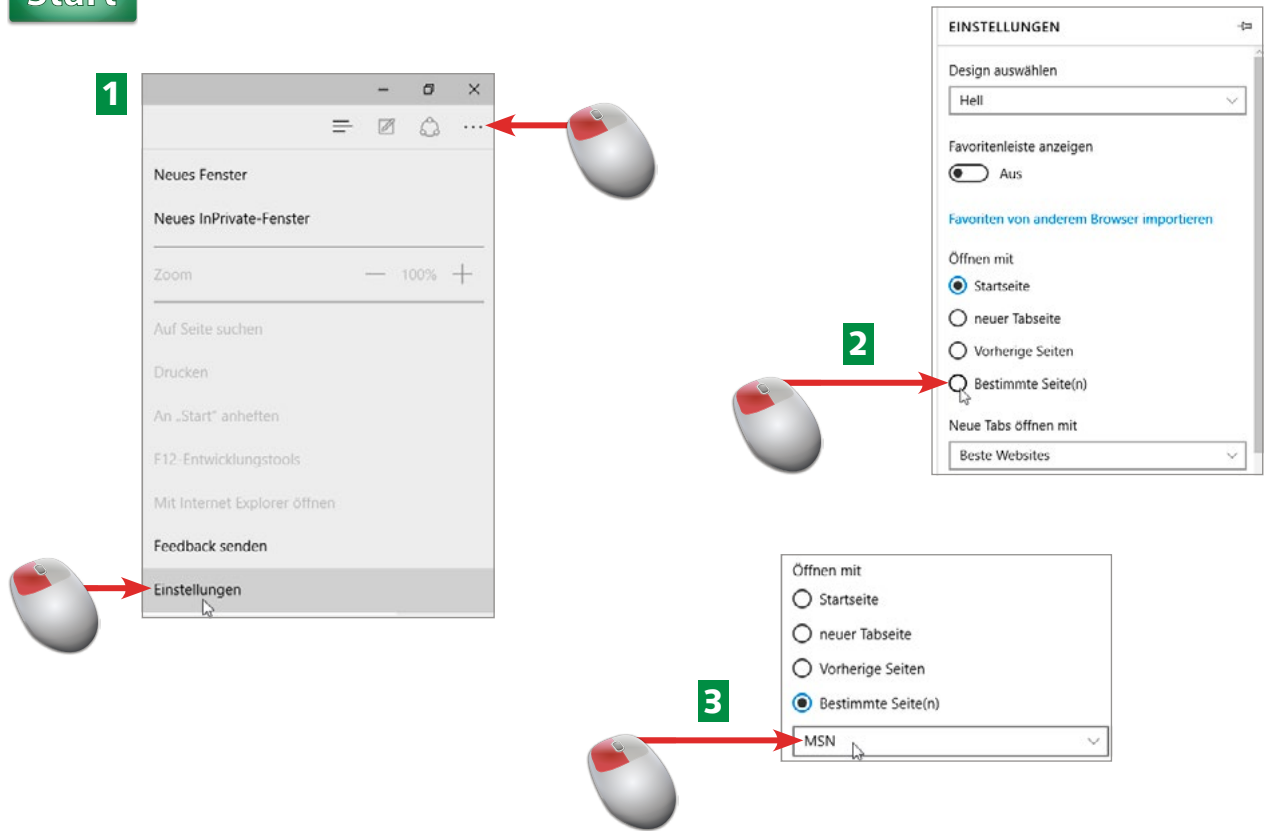 Start
1
Neues Fenster
Neues InPrivate-Fenster
Zoom — 100% +
Auf Seite suchen
Drucken
An „Start“ anheften
F12-Entwicklungstools
Mit Internet Explorer öffnen
Feedback senden
Einstellungen
EINSTELLUNGEN
Design auswählen
Hell
Favoritenleiste anzeigen
Aus
Favoriten von anderem Browser importieren
Öffnen mit
Startseite
neuer Tabseite
Vorherige Seiten
Bestimmte Seite(n)
Neue Tabs öffnen mit
Beste Websites
2
Öffnen mit
Startseite
neuer Tabseite
Vorherige Seiten
Bestimmte Seite(n)
MSN
3